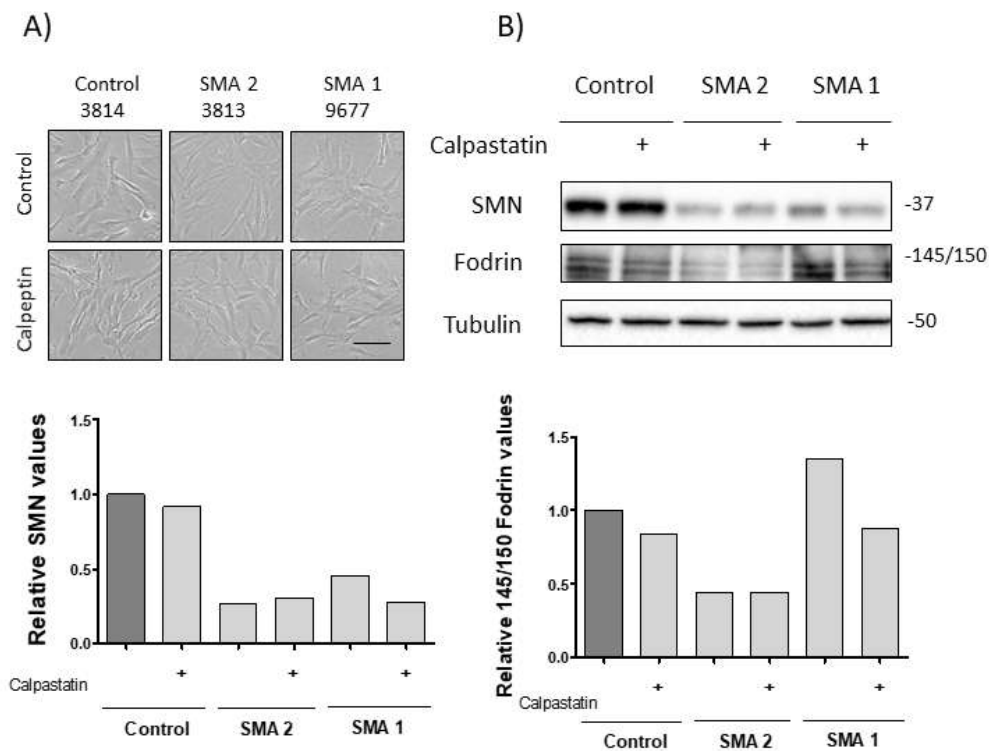 A)
Control SMA 2 SMA 1
3814 3813 9677
Control
Calpeptin
B)
Control SMA 2 SMA 1
Calpastatin + + +
SMN -37
Fodrin -145/150
Tubulin -50
Relative SMN values
1.5
1.0
0.5
0.0
Calpastatin + + +
Control SMA 2 SMA 1
Relative 145/150 Fodrin values
1.5
1.0
0.5
0.0
Calpastatin + + +
Control SMA 2 SMA 1